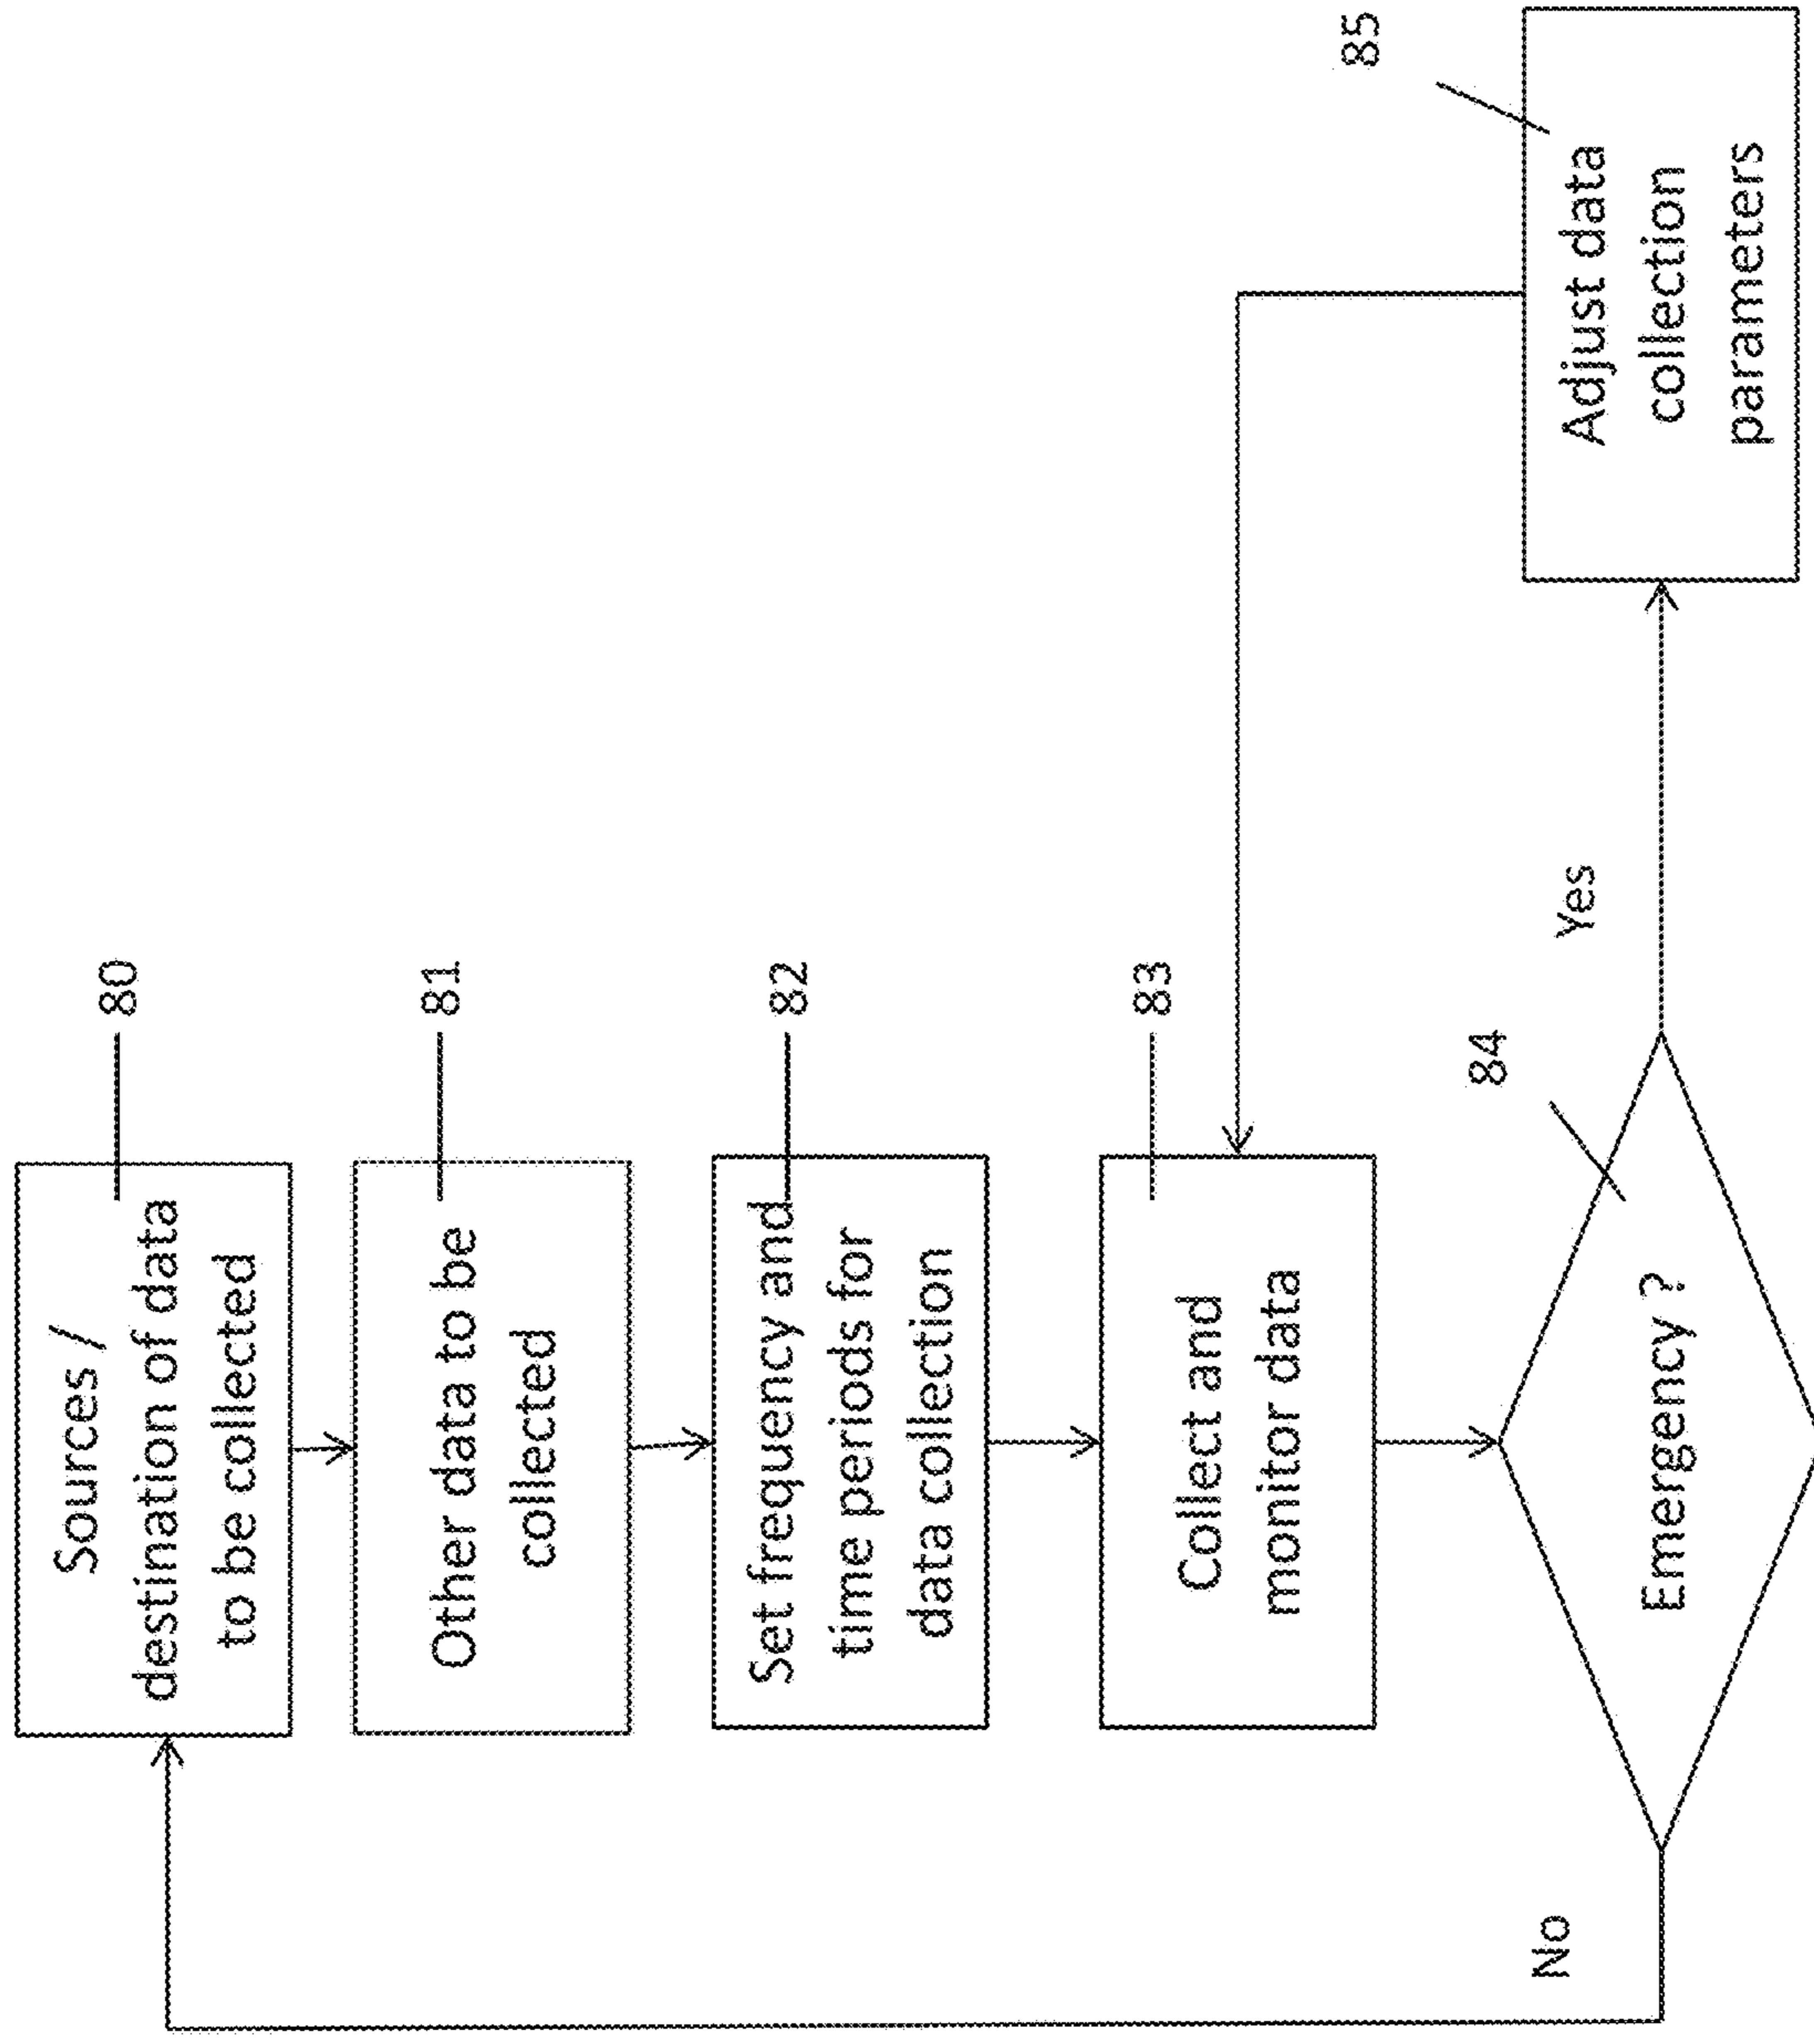 Sources /
destination of data
to be collected
80
Other data to be
collected
81
Set frequency and
time periods for
data collection
82
Collect and
monitor data
83
Emergency ?
84
No
Yes
Adjust data
collection
parameters
85